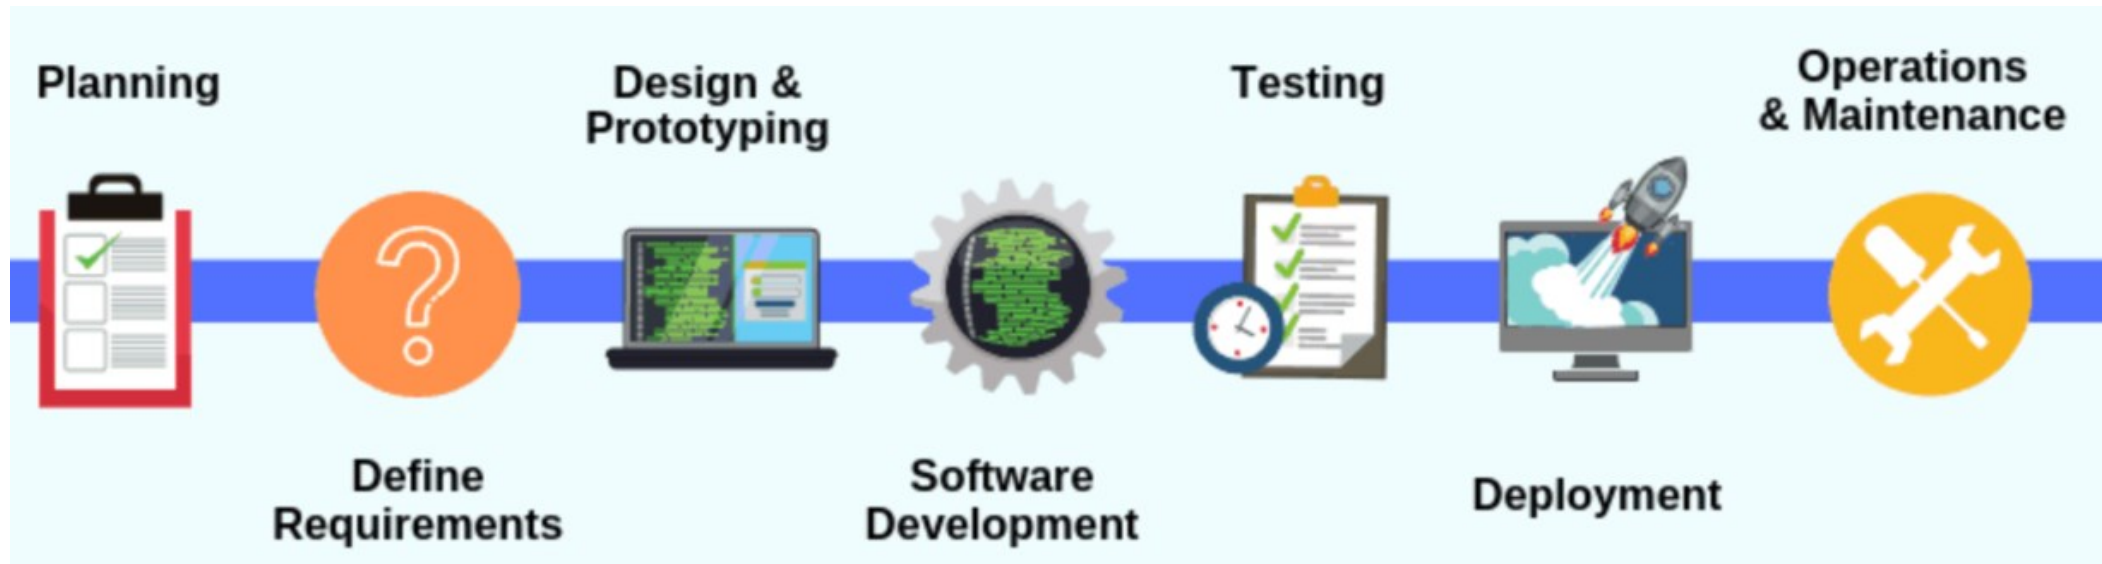 Planning
Define
Requirements
Design &
Prototyping
Software
Development
Testing
Deployment
Operations
& Maintenance